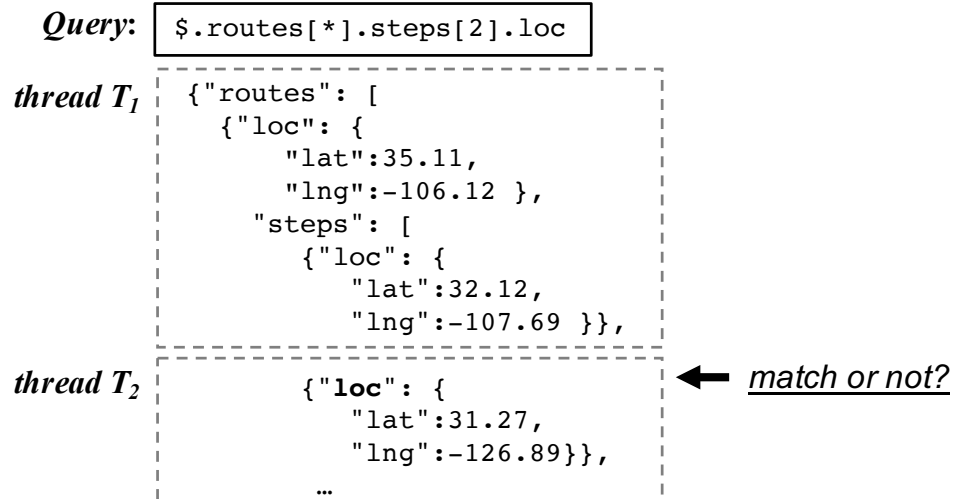 Query: $.routes[*].steps[2].loc
thread T1 {"routes": [
{"loc": {
"lat":35.11,
"lng":-106.12 },
"steps": [
{"loc": {
"lat":32.12,
"lng":-107.69 }},
thread T2 {"loc": { match or not?
"lat":31.27,
"lng":-126.89}},
…